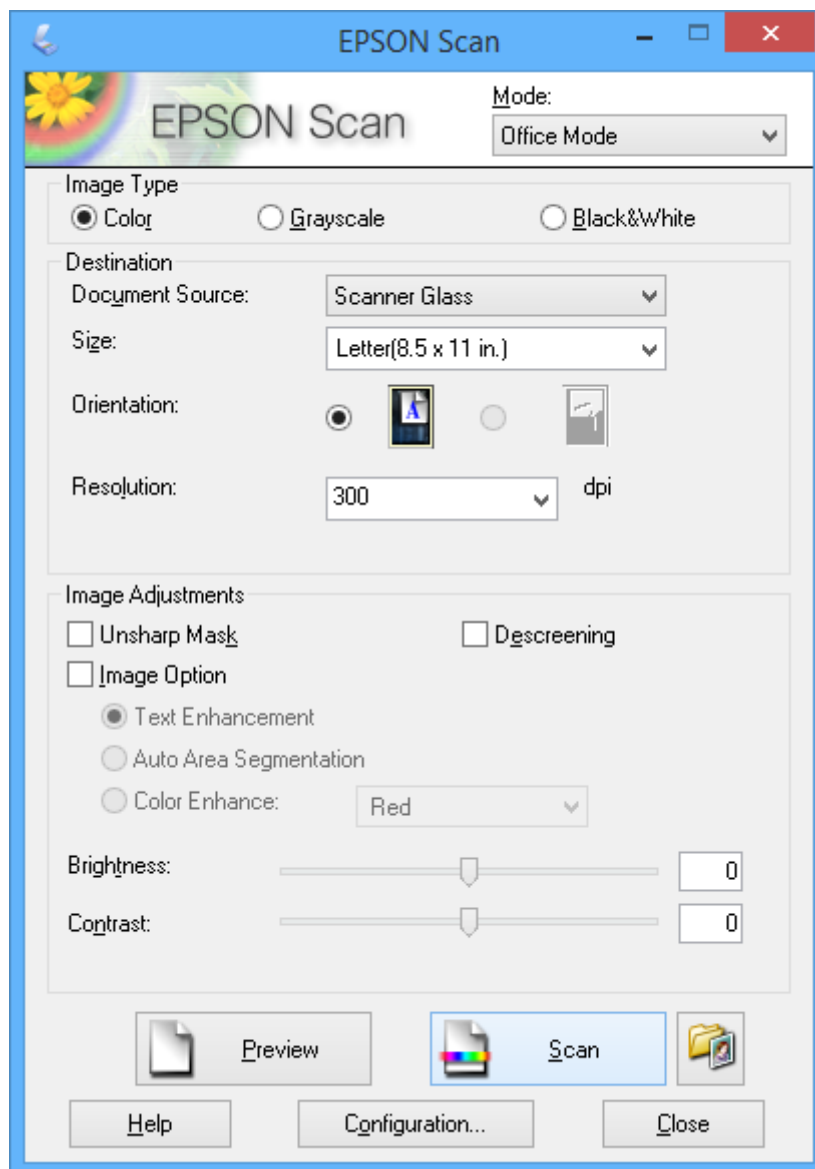 EPSON Scan
EPSON Scan
Mode:
Office Mode
Image Type
Color Grayscale Black&White
Destination
Document Source: Scanner Glass
Size: Letter(8.5 x 11 in.)
Orientation: A
Resolution: 300 dpi
Image Adjustments
Unsharp Mask Descreening
Image Option
Text Enhancement
Auto Area Segmentation
Color Enhance: Red
Brightness: 0
Contrast: 0
Preview Scan
Help Configuration... Close